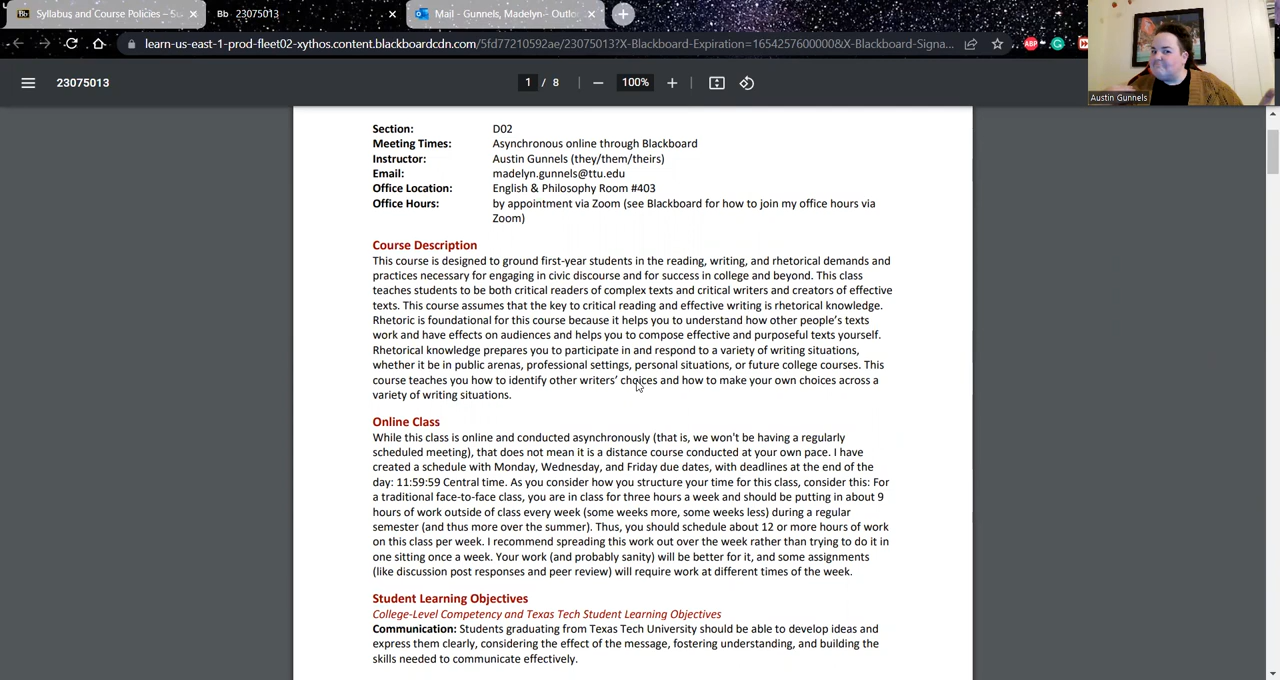 Syllabus and Course Policies – Su
23075013
Mail - Gunnels, Madelyn - Outlo
learn-us-east-1-prod-fleet02-xythos.content.blackboardcdn.com/5fd77210592ae/23075013?X-Blackboard-Expiration=1654257600000&X-Blackboard-Signa...
ABP
23075013
1 / 8
100%
Austin Gunnels
Section: D02
Meeting Times: Asynchronous online through Blackboard
Instructor: Austin Gunnels (they/them/theirs)
Email: madelyn.gunnels@ttu.edu
Office Location: English & Philosophy Room #403
Office Hours: by appointment via Zoom (see Blackboard for how to join my office hours via
Zoom)
Course Description
This course is designed to ground first-year students in the reading, writing, and rhetorical demands and
practices necessary for engaging in civic discourse and for success in college and beyond. This class
teaches students to be both critical readers of complex texts and critical writers and creators of effective
texts. This course assumes that the key to critical reading and effective writing is rhetorical knowledge.
Rhetoric is foundational for this course because it helps you to understand how other people's texts
work and have effects on audiences and helps you to compose effective and purposeful texts yourself.
Rhetorical knowledge prepares you to participate in and respond to a variety of writing situations,
whether it be in public arenas, professional settings, personal situations, or future college courses. This
course teaches you how to identify other writers' choices and how to make your own choices across a
variety of writing situations.
Online Class
While this class is online and conducted asynchronously (that is, we won't be having a regularly
scheduled meeting), that does not mean it is a distance course conducted at your own pace. I have
created a schedule with Monday, Wednesday, and Friday due dates, with deadlines at the end of the
day: 11:59:59 Central time. As you consider how you structure your time for this class, consider this: For
a traditional face-to-face class, you are in class for three hours a week and should be putting in about 9
hours of work outside of class every week (some weeks more, some weeks less) during a regular
semester (and thus more over the summer). Thus, you should schedule about 12 or more hours of work
on this class per week. I recommend spreading this work out over the week rather than trying to do it in
one sitting once a week. Your work (and probably sanity) will be better for it, and some assignments
(like discussion post responses and peer review) will require work at different times of the week.
Student Learning Objectives
College-Level Competency and Texas Tech Student Learning Objectives
Communication: Students graduating from Texas Tech University should be able to develop ideas and
express them clearly, considering the effect of the message, fostering understanding, and building the
skills needed to communicate effectively.